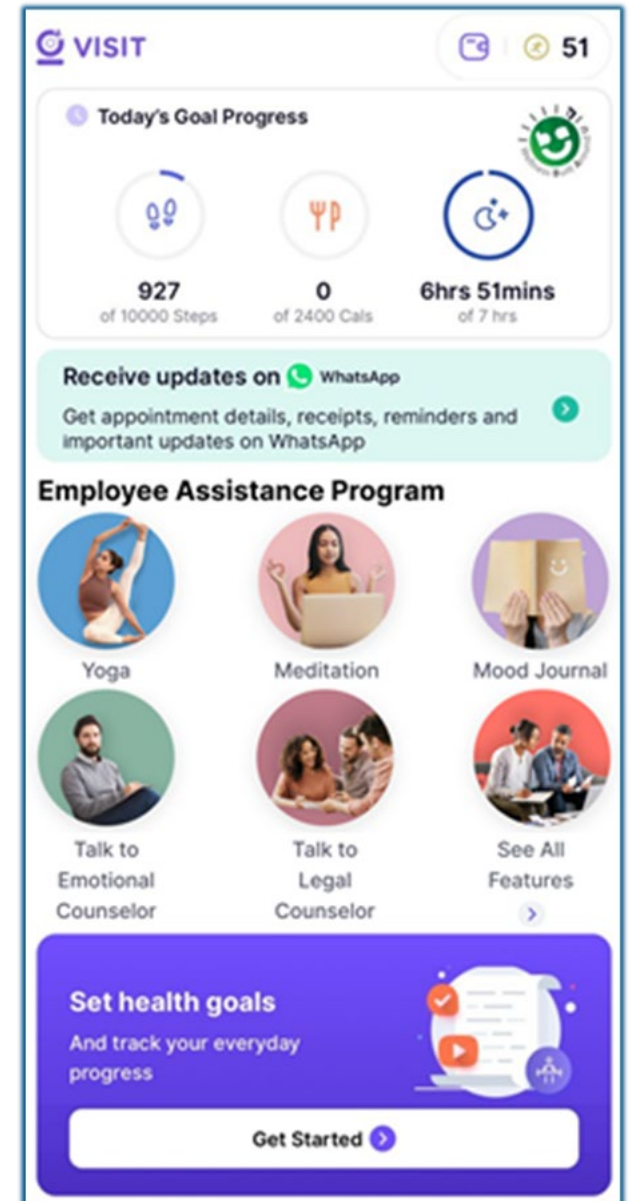 VISIT
51
Today's Goal Progress
927
of 10000 Steps
0
of 2400 Cals
6hrs 51mins
of 7 hrs
Receive updates on WhatsApp
Get appointment details, receipts, reminders and
important updates on WhatsApp
Employee Assistance Program
Yoga
Meditation
Mood Journal
Talk to
Emotional
Counselor
Talk to
Legal
Counselor
See All
Features
Set health goals
And track your everyday
progress
Get Started